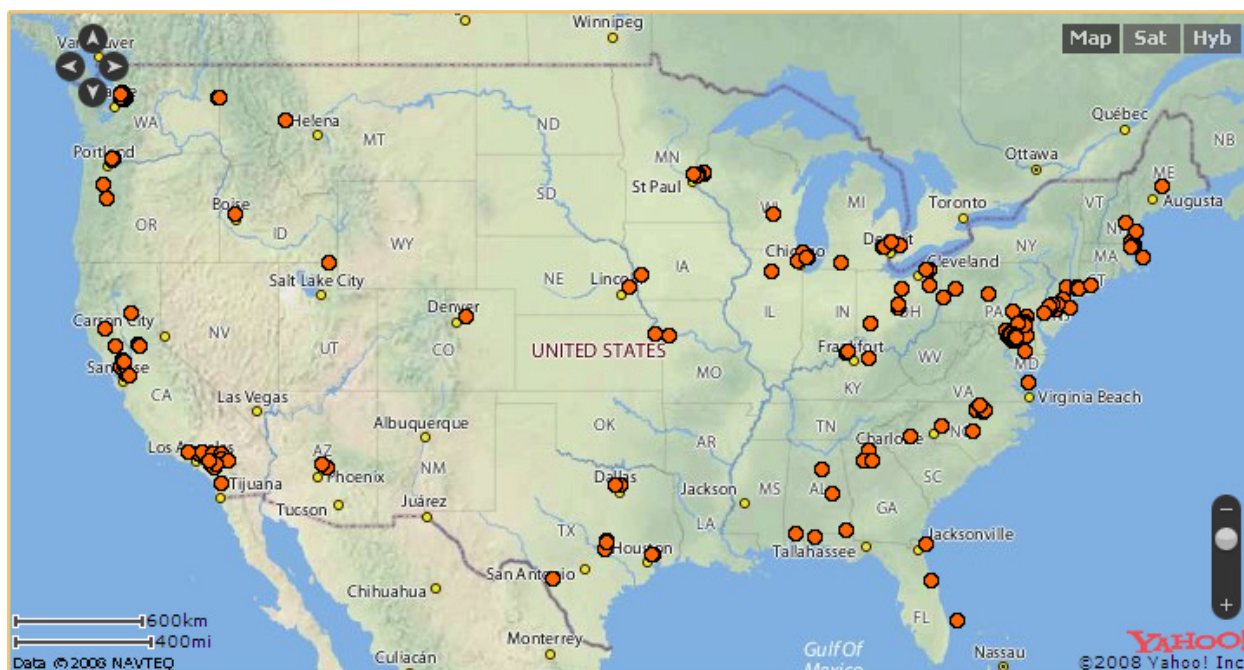 Winnipeg
Map
Sat
Hyb
Vancouver
Québec
WA
Helena
MT
ND
MN
Ottawa
NB
Portland
St Paul
ME
Augusta
SD
WI
MI
VT
Toronto
OR
Boise
ID
WY
NY
Detroit
MA
Chicago
Cleveland
Salt Lake City
NE
IA
CT
Denver
IL
IN
OH
PA
Carson City
NV
UT
CO
UNITED STATES
Frankfort
WV
MD
CA
MO
KY
VA
Virginia Beach
Las Vegas
Albuquerque
OK
TN
Charlotte
NC
Los Angeles
AZ
NM
AR
SC
Phoenix
Dallas
MS
AL
Tijuana
Jackson
GA
Tucson
Juárez
TX
LA
Jacksonville
Houston
Tallahassee
San Antonio
Chihuahua
FL
600km
400mi
Monterrey
Gulf Of
Mexico
Nassau
YAHOO!
Data ©2008 NAVTEQ
Culiacán
©2008 Yahoo! Inc